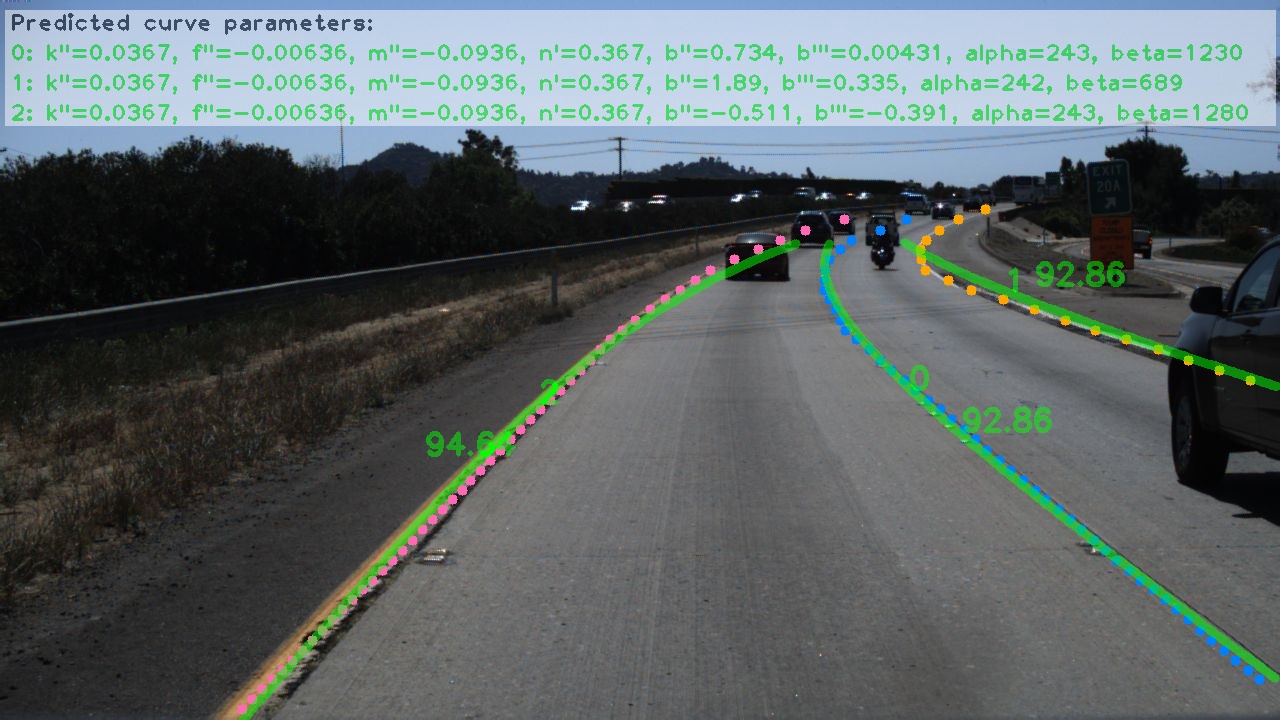 Predicted curve parameters:
0: k"=0.0367, f"=-0.00636, m"=-0.0936, n'=0.367, b"=0.734, b'"=0.00431, alpha=243, beta=1230
1: k"=0.0367, f"=-0.00636, m"=-0.0936, n'=0.367, b"=1.89, b'"=0.335, alpha=242, beta=689
2: k"=0.0367, f"=-0.00636, m"=-0.0936, n'=0.367, b"=-0.511, b'"=-0.391, alpha=243, beta=1280
EXIT
20A
1 92.86
0
92.86
2